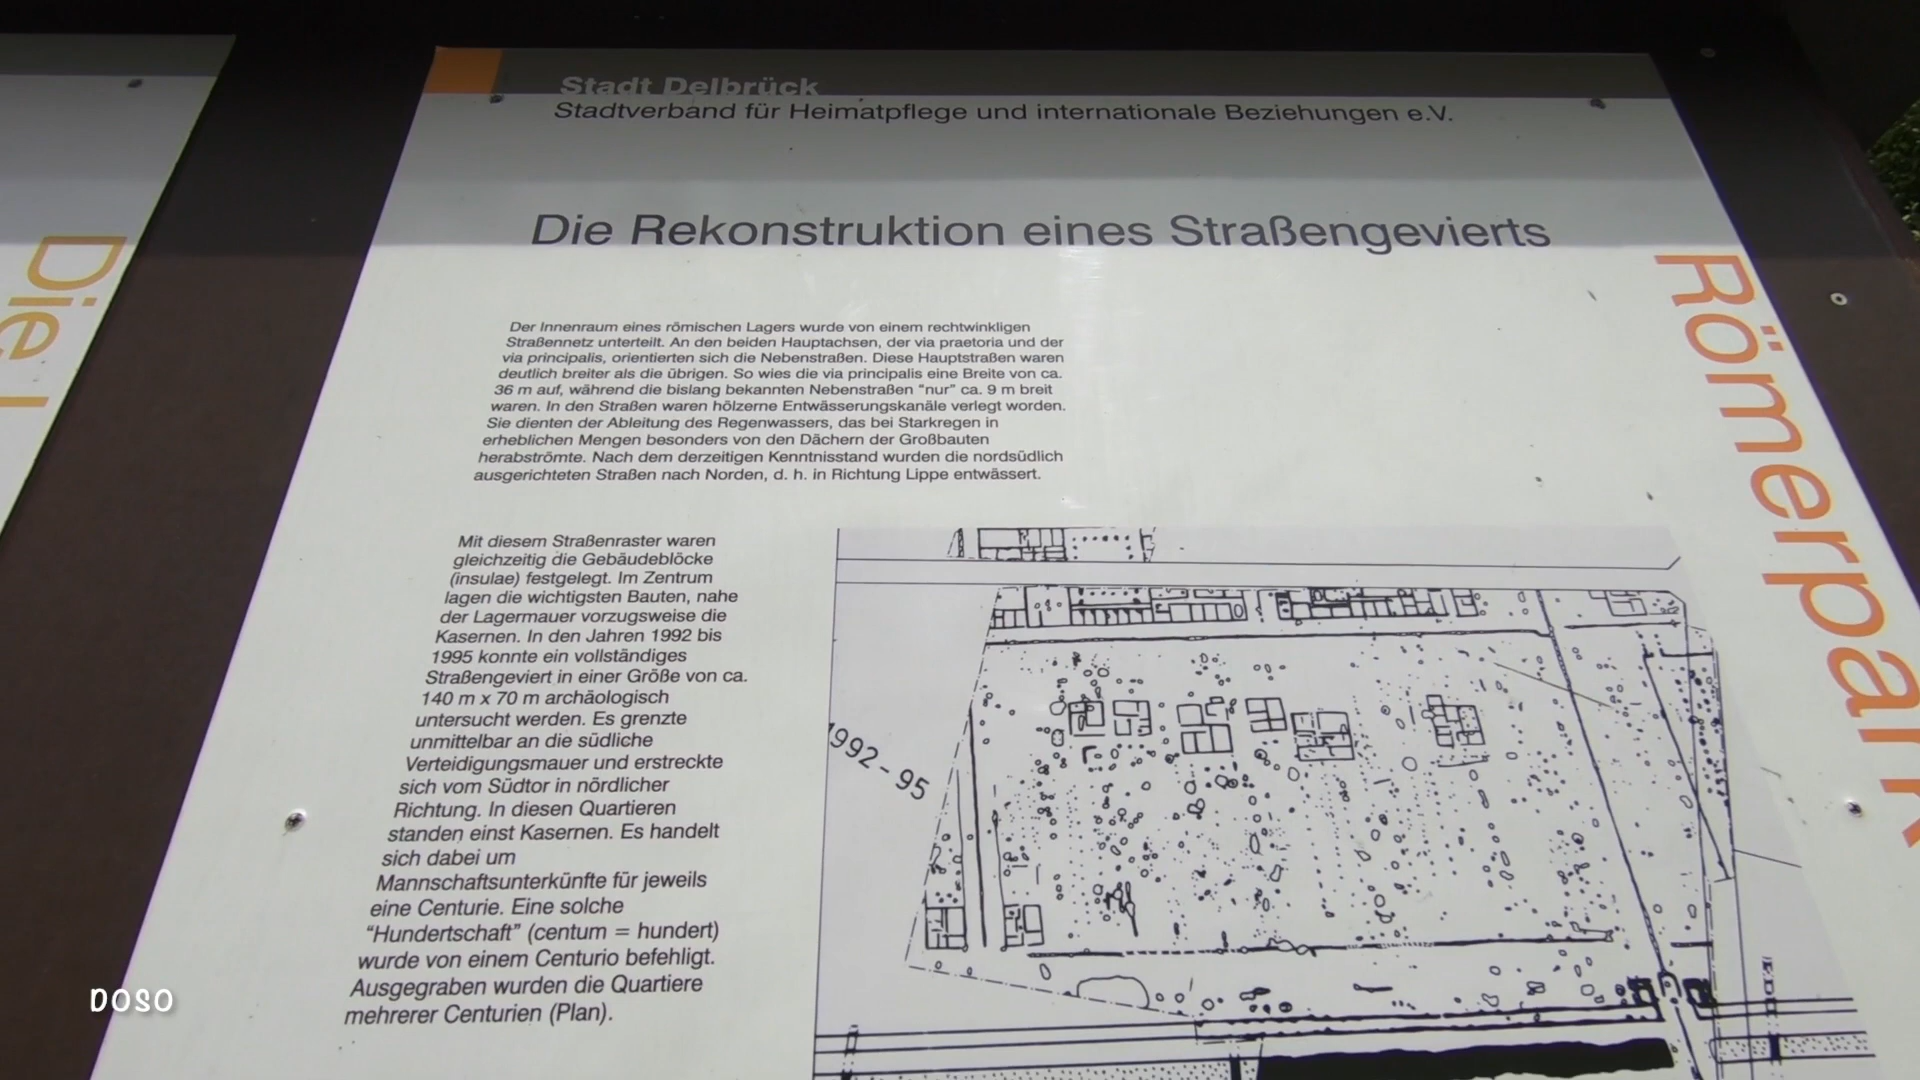 Stadt Delbrück
Stadtverband für Heimatpflege und internationale Beziehungen e.V.
Die Rekonstruktion eines Straßengevierts
Der Innenraum eines römischen Lagers wurde von einem rechtwinkligen
Straßennetz unterteilt. An den beiden Hauptachsen, der via praetoria und der
via principalis, orientierten sich die Nebenstraßen. Diese Hauptstraßen waren
deutlich breiter als die übrigen. So wies die via principalis eine Breite von ca.
36 m auf, während die bislang bekannten Nebenstraßen "nur" ca. 9 m breit
waren. In den Straßen waren hölzerne Entwässerungskanäle verlegt worden.
Sie dienten der Ableitung des Regenwassers, das bei Starkregen in
erheblichen Mengen besonders von den Dächern der Großbauten
herabströmte. Nach dem derzeitigen Kenntnisstand wurden die nordsüdlich
ausgerichteten Straßen nach Norden, d. h. in Richtung Lippe entwässert.
Mit diesem Straßenraster waren
gleichzeitig die Gebäudeblöcke
(insulae) festgelegt. Im Zentrum
lagen die wichtigsten Bauten, nahe
der Lagermauer vorzugsweise die
Kasernen. In den Jahren 1992 bis
1995 konnte ein vollständiges
Straßengeviert in einer Größe von ca.
140 m x 70 m archäologisch
untersucht werden. Es grenzte
unmittelbar an die südliche
Verteidigungsmauer und erstreckte
sich vom Südtor in nördlicher
Richtung. In diesen Quartieren
standen einst Kasernen. Es handelt
sich dabei um
Mannschaftsunterkünfte für jeweils
eine Centurie. Eine solche
"Hundertschaft" (centum = hundert)
wurde von einem Centurio befehligt.
Ausgegraben wurden die Quartiere
mehrerer Centurien (Plan).
1992 - 95
Römerpark
Die
DOSO